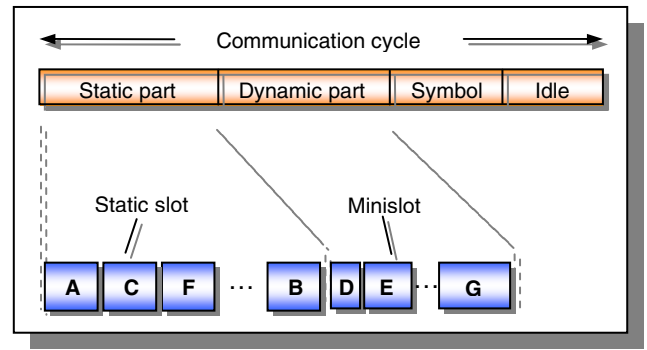 Communication cycle
Static part Dynamic part Symbol Idle
Static slot Minislot
A C F ... B D E ... G